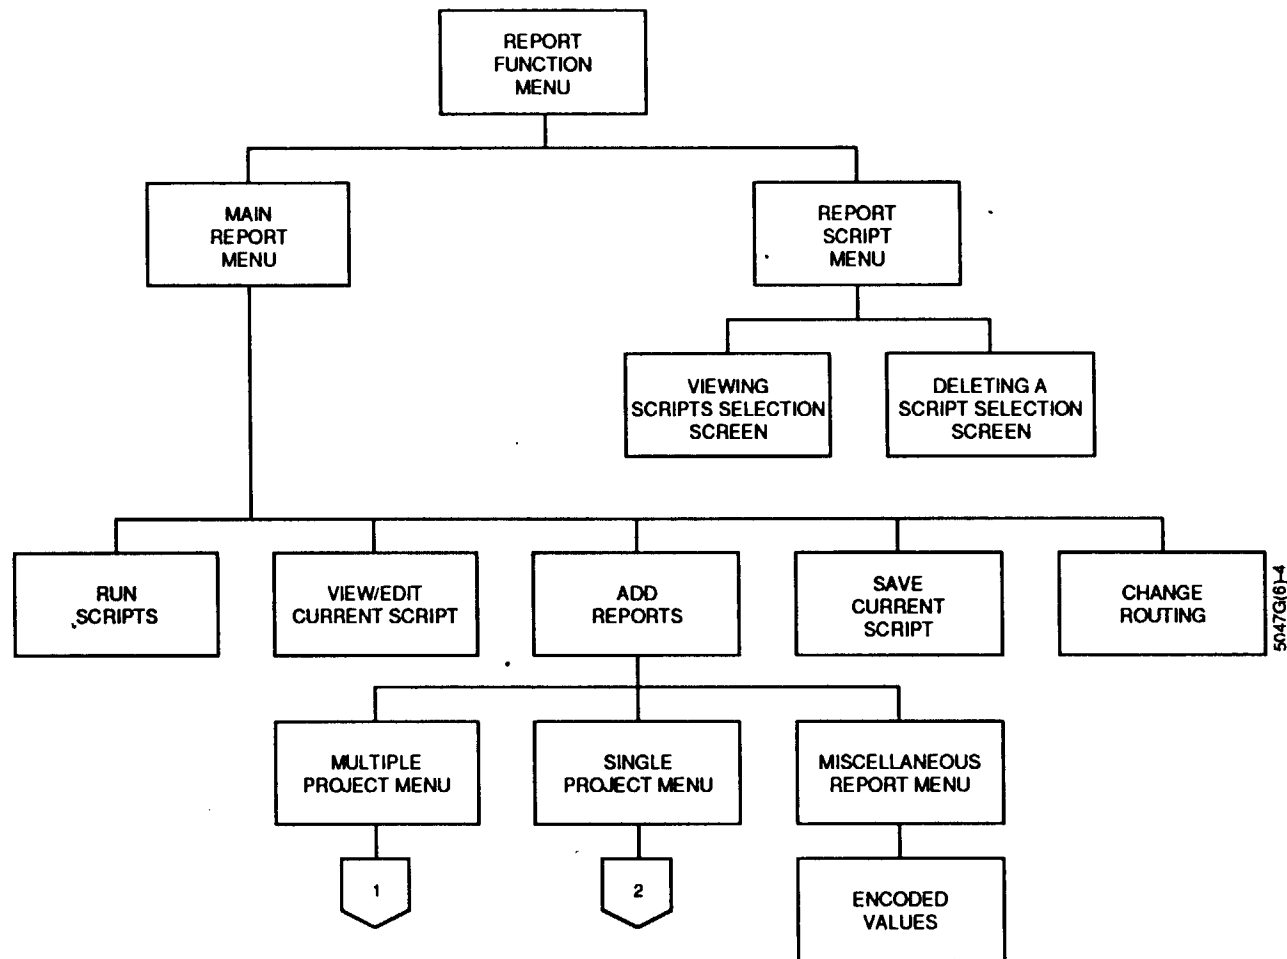 REPORT
FUNCTION
MENU
MAIN
REPORT
MENU
REPORT
SCRIPT
MENU
VIEWING
SCRIPTS SELECTION
SCREEN
DELETING A
SCRIPT SELECTION
SCREEN
RUN
SCRIPTS
VIEW/EDIT
CURRENT SCRIPT
ADD
REPORTS
SAVE
CURRENT
SCRIPT
CHANGE
ROUTING
5047G(6)-4
MULTIPLE
PROJECT MENU
SINGLE
PROJECT MENU
MISCELLANEOUS
REPORT MENU
1
2
ENCODED
VALUES